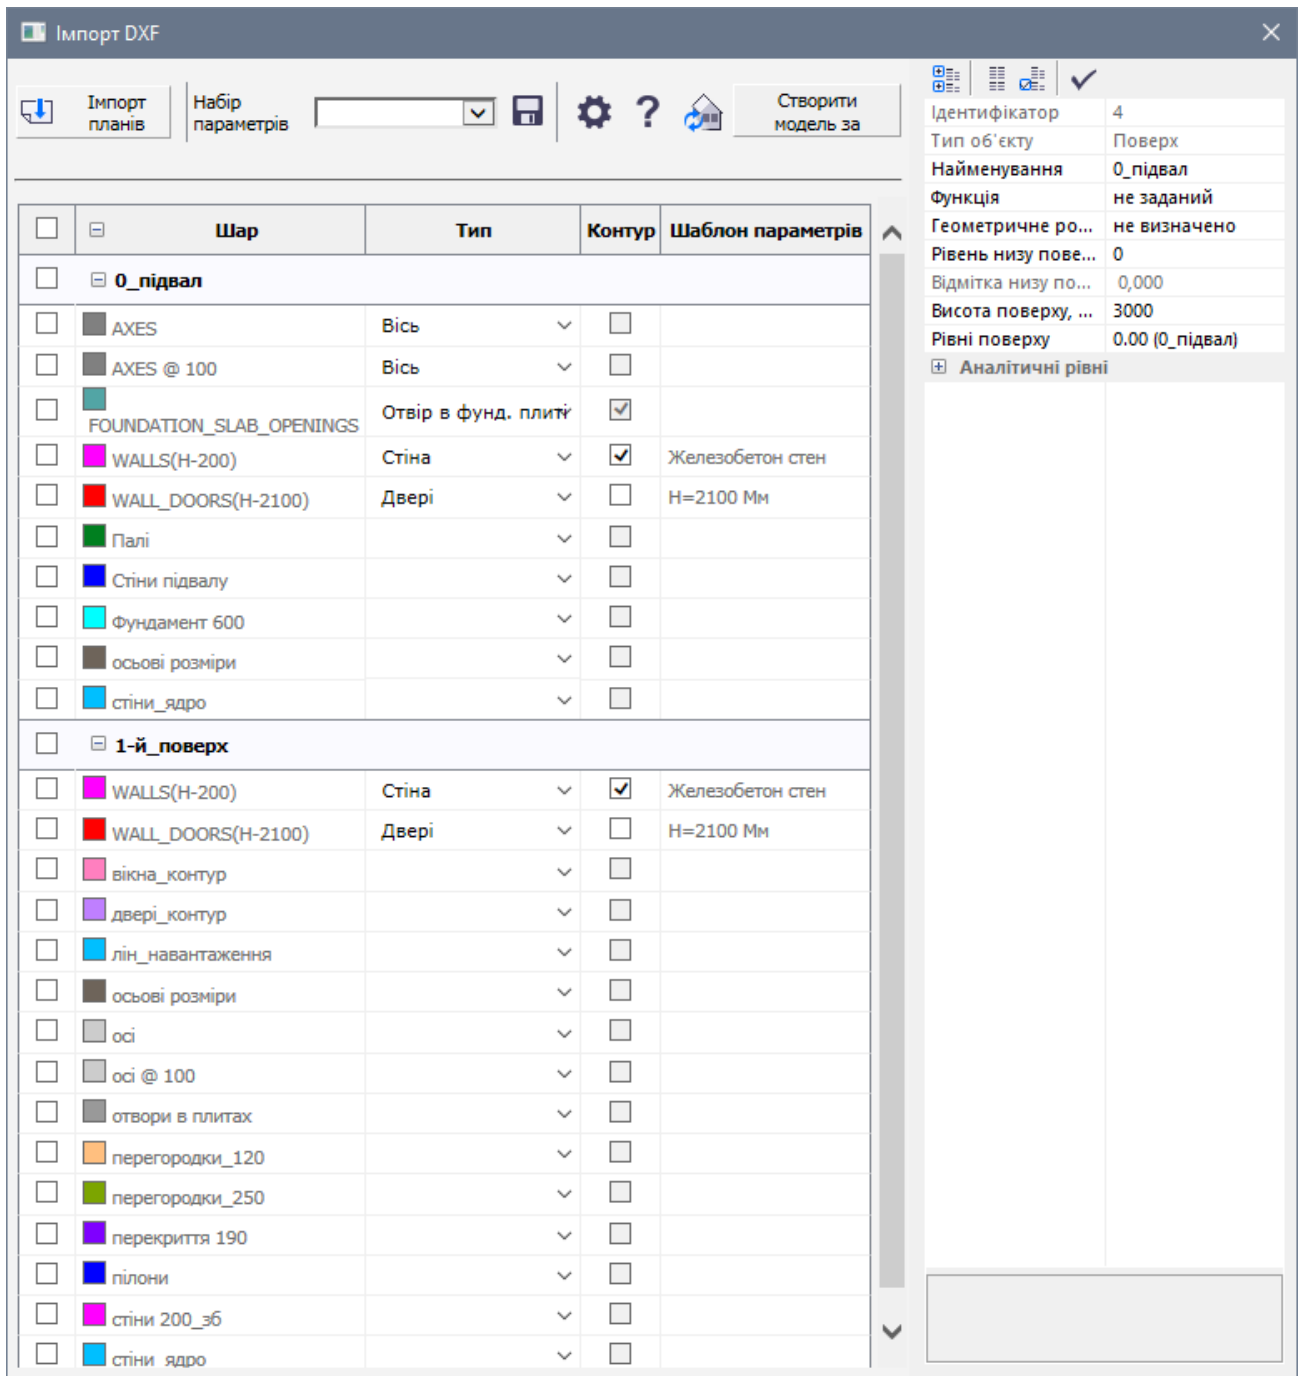 Імпорт DXF
Імпорт планів
Набір параметрів
?
Створити модель за
Ідентифікатор 4
Тип об'єкту Поверх
Найменування 0_підвал
Функція не заданий
Геометричне ро... не визначено
Рівень низу пове... 0
Відмітка низу по... 0,000
Висота поверху, ... 3000
Рівні поверху 0.00 (0_підвал)
Аналітичні рівні
Шар Тип Контур Шаблон параметрів
0_підвал
AXES Вісь
AXES @ 100 Вісь
FOUNDATION_SLAB_OPENINGS Отвір в фунд. плиті
WALLS(H-200) Стіна Железобетон стен
WALL_DOORS(H-2100) Двері H=2100 Мм
Палі
Стіни підвалу
Фундамент 600
осьові розміри
стіни_ядро
1-й_поверх
WALLS(H-200) Стіна Железобетон стен
WALL_DOORS(H-2100) Двері H=2100 Мм
вікна_контур
двері_контур
лін_навантаження
осьові розміри
осі
осі @ 100
отвори в плитах
перегородки_120
перегородки_250
перекриття 190
пілони
стіни 200_зб
стіни_ядро